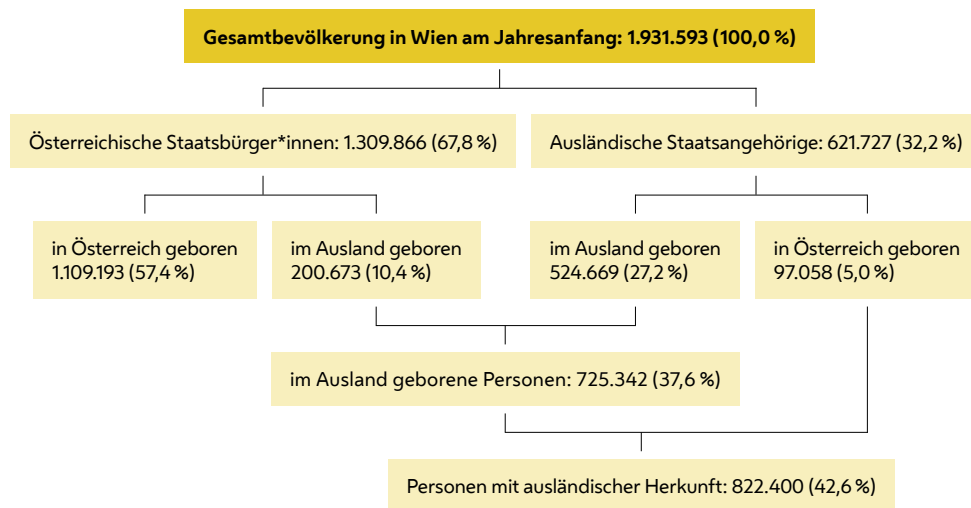 Gesamtbevölkerung in Wien am Jahresanfang: 1.931.593 (100,0 %)
Österreichische Staatsbürger*innen: 1.309.866 (67,8 %)
Ausländische Staatsangehörige: 621.727 (32,2 %)
in Österreich geboren
1.109.193 (57,4 %)
im Ausland geboren
200.673 (10,4 %)
im Ausland geboren
524.669 (27,2 %)
in Österreich geboren
97.058 (5,0 %)
im Ausland geborene Personen: 725.342 (37,6 %)
Personen mit ausländischer Herkunft: 822.400 (42,6 %)